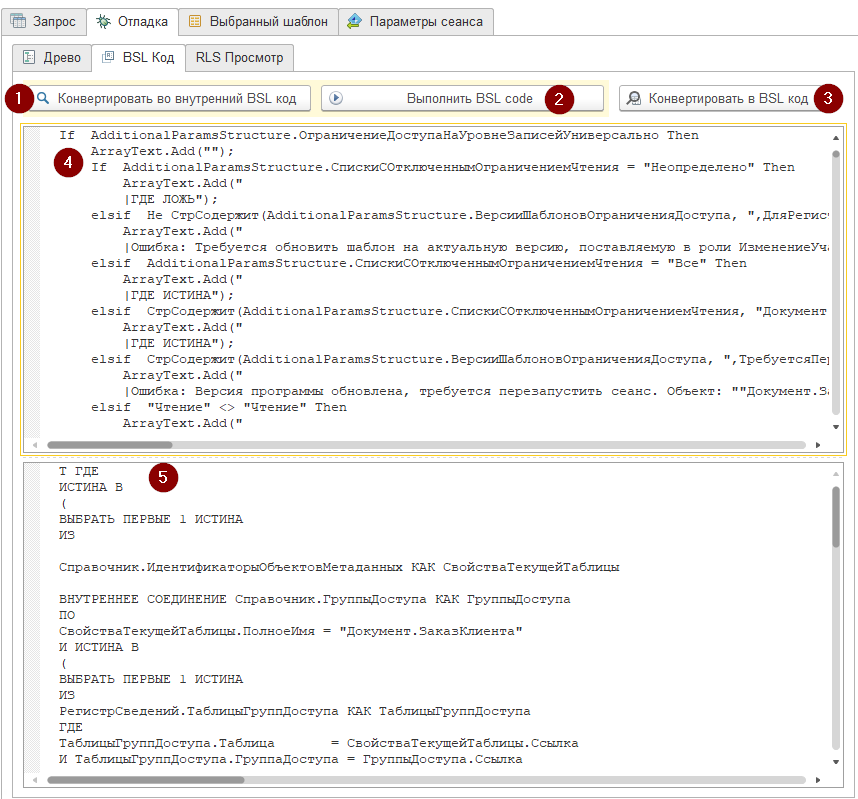 Запрос Отладка Выбранный шаблон Параметры сеанса
Древо BSL Код RLS Просмотр
1 Конвертировать во внутренний BSL код Выполнить BSL code 2 Конвертировать в BSL код 3
If AdditionalParamsStructure.ОграничениеДоступаНаУровнеЗаписейУниверсально Then
ArrayText.Add("");
4 If AdditionalParamsStructure.СпискиСОтключеннымОграничениемЧтения = "Неопределено" Then
ArrayText.Add("
|ГДЕ ЛОЖЬ");
elsif Не СтрСодержит(AdditionalParamsStructure.ВерсииШаблоновОграниченияДоступа, ",ДляРегист
ArrayText.Add("
|Ошибка: Требуется обновить шаблон на актуальную версию, поставляемую в роли ИзменениеУча
elsif AdditionalParamsStructure.СпискиСОтключеннымОграничениемЧтения = "Все" Then
ArrayText.Add("
|ГДЕ ИСТИНА");
elsif СтрСодержит(AdditionalParamsStructure.СпискиСОтключеннымОграничениемЧтения, "Документ
ArrayText.Add("
|ГДЕ ИСТИНА");
elsif СтрСодержит(AdditionalParamsStructure.ВерсииШаблоновОграниченияДоступа, ",ТребуетсяПер
ArrayText.Add("
|Ошибка: Версия программы обновлена, требуется перезапустить сеанс. Объект: ""Документ.За
elsif "Чтение" <> "Чтение" Then
ArrayText.Add("
Т ГДЕ 5
ИСТИНА В
(
ВЫБРАТЬ ПЕРВЫЕ 1 ИСТИНА
ИЗ
Справочник.ИдентификаторыОбъектовМетаданных КАК СвойстваТекущейТаблицы
ВНУТРЕННЕЕ СОЕДИНЕНИЕ Справочник.ГруппыДоступа КАК ГруппыДоступа
ПО
СвойстваТекущейТаблицы.ПолноеИмя = "Документ.ЗаказКлиента"
И ИСТИНА В
(
ВЫБРАТЬ ПЕРВЫЕ 1 ИСТИНА
ИЗ
РегистрСведений.ТаблицыГруппДоступа КАК ТаблицыГруппДоступа
ГДЕ
ТаблицыГруппДоступа.Таблица = СвойстваТекущейТаблицы.Ссылка
И ТаблицыГруппДоступа.ГруппаДоступа = ГруппыДоступа.Ссылка